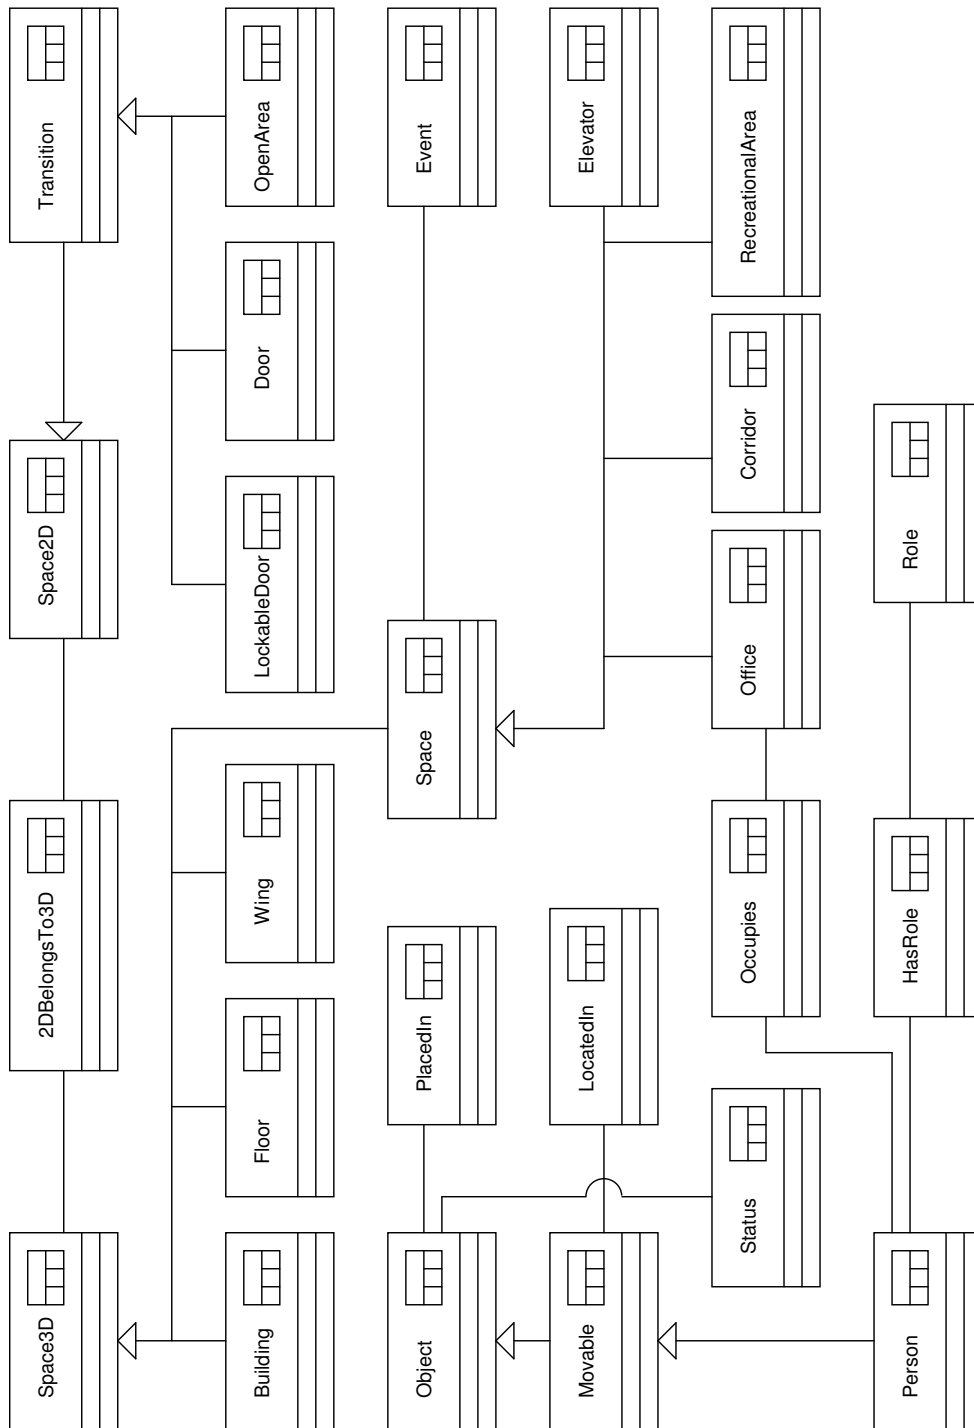 Space3D
2DBelongsTo3D
Space2D
Transition
Building
Floor
Wing
LockableDoor
Door
OpenArea
Object
PlacedIn
Space
Event
Movable
LocatedIn
Elevator
Status
Occupies
Office
Corridor
RecreationalArea
Person
HasRole
Role